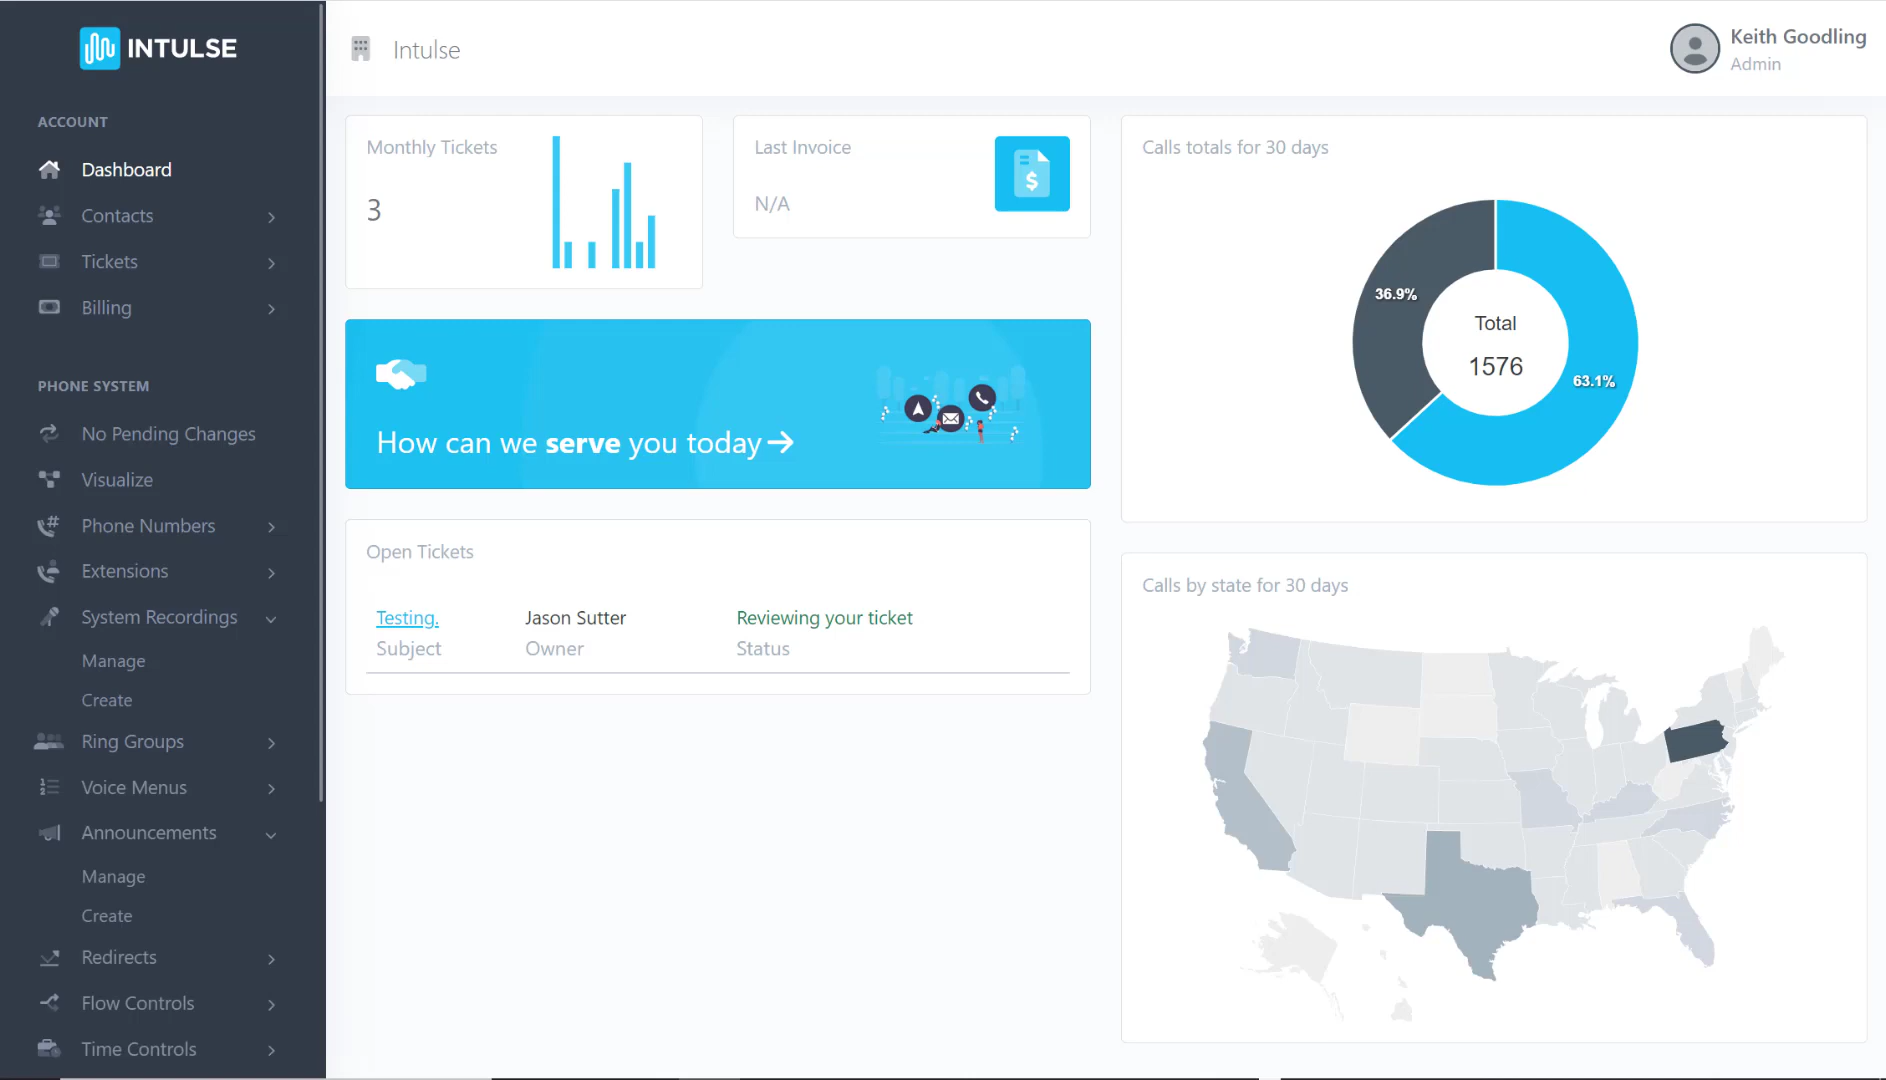 INTULSE
ACCOUNT
Dashboard
Contacts
Tickets
Billing
PHONE SYSTEM
No Pending Changes
Visualize
Phone Numbers
Extensions
System Recordings
Manage
Create
Ring Groups
Voice Menus
Announcements
Manage
Create
Redirects
Flow Controls
Time Controls
Intulse
Keith Goodling
Admin
Monthly Tickets
3
Last Invoice
N/A
$
How can we serve you today
Open Tickets
Testing. Jason Sutter Reviewing your ticket
Subject Owner Status
Calls totals for 30 days
36.9%
Total
1576
63.1%
Calls by state for 30 days